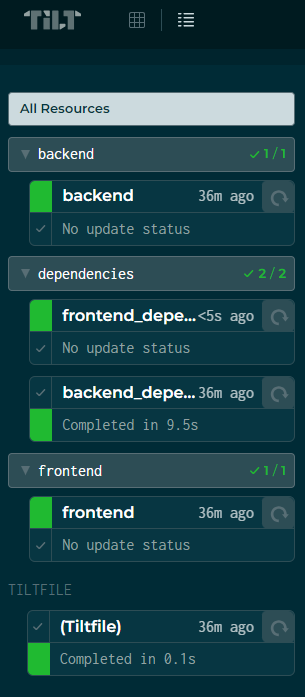 TILT
All Resources
backend 1/1
backend 36m ago
No update status
dependencies 2/2
frontend_depe... <5s ago
No update status
backend_depe... 36m ago
Completed in 9.5s
frontend 1/1
frontend 36m ago
No update status
TILTFILE
(Tiltfile) 36m ago
Completed in 0.1s